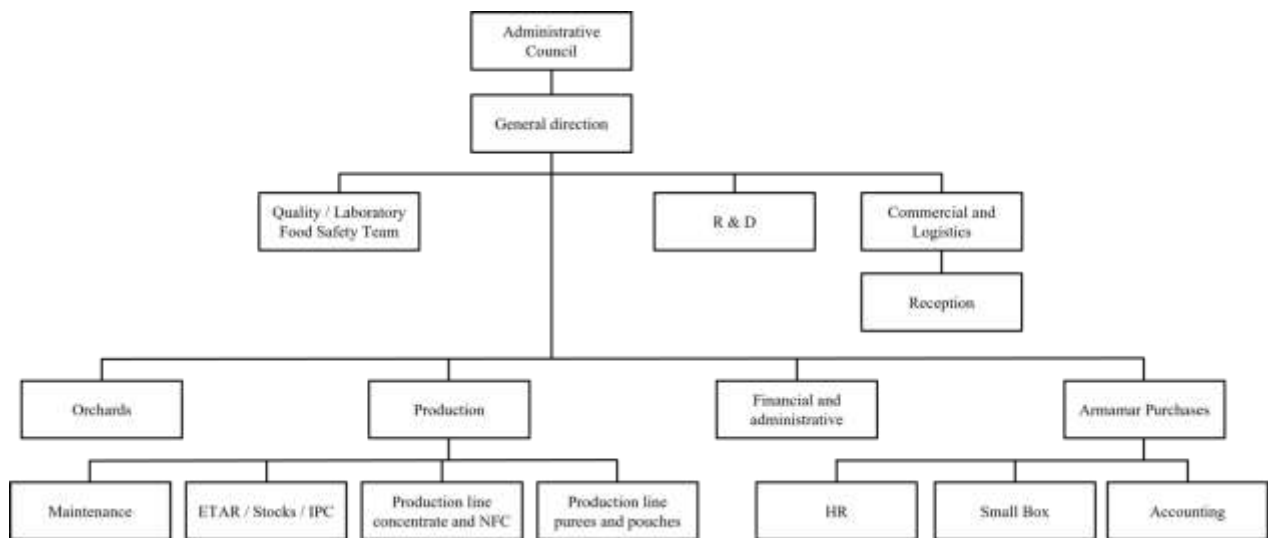 Administrative
Council
General direction
Quality / Laboratory
Food Safety Team
R & D
Commercial and
Logistics
Reception
Orchards
Production
Financial and
administrative
Armamar Purchases
Maintenance
ETAR / Stocks / IPC
Production line
concentrate and NFC
Production line
purees and pouches
HR
Small Box
Accounting